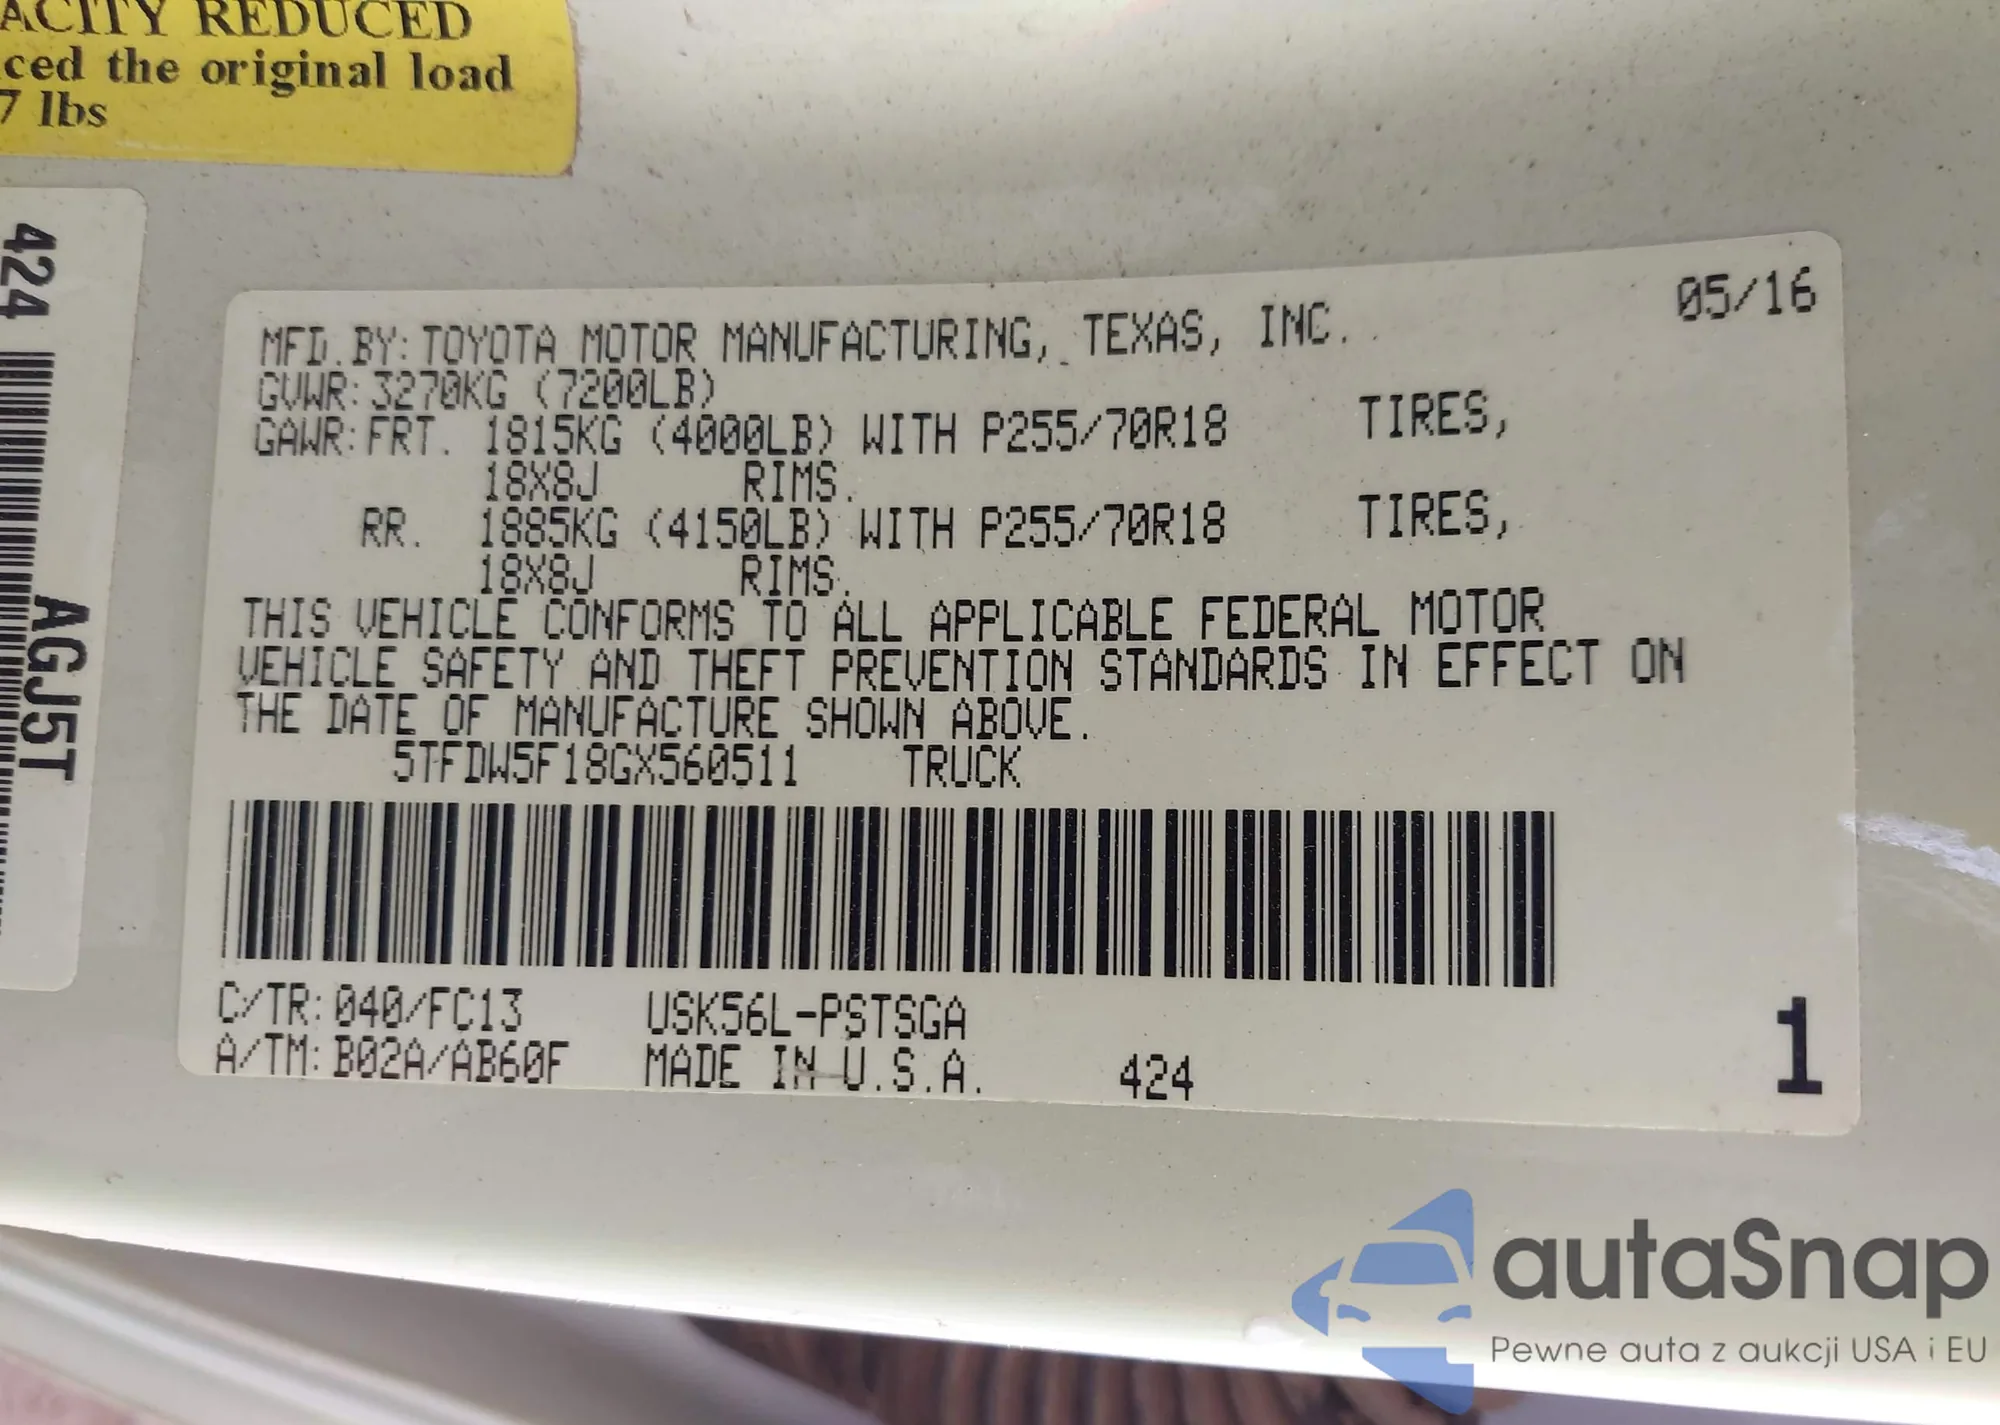 ACITY REDUCED
ced the original load
7 lbs
424
AGJ5T
05/16
MFD.BY:TOYOTA MOTOR MANUFACTURING, TEXAS, INC.
GVWR:3270KG (7200LB)
GAWR:FRT. 1815KG (4000LB) WITH P255/70R18 TIRES,
18X8J RIMS.
RR. 1885KG (4150LB) WITH P255/70R18 TIRES,
18X8J RIMS.
THIS VEHICLE CONFORMS TO ALL APPLICABLE FEDERAL MOTOR
VEHICLE SAFETY AND THEFT PREVENTION STANDARDS IN EFFECT ON
THE DATE OF MANUFACTURE SHOWN ABOVE.
5TFDW5F18GX560511 TRUCK
C/TR:040/FC13 USK56L-PSTSGA
A/TM:B02A/AB60F MADE IN U.S.A. 424
1
autaSnap
Pewne auta z aukcji USA i EU